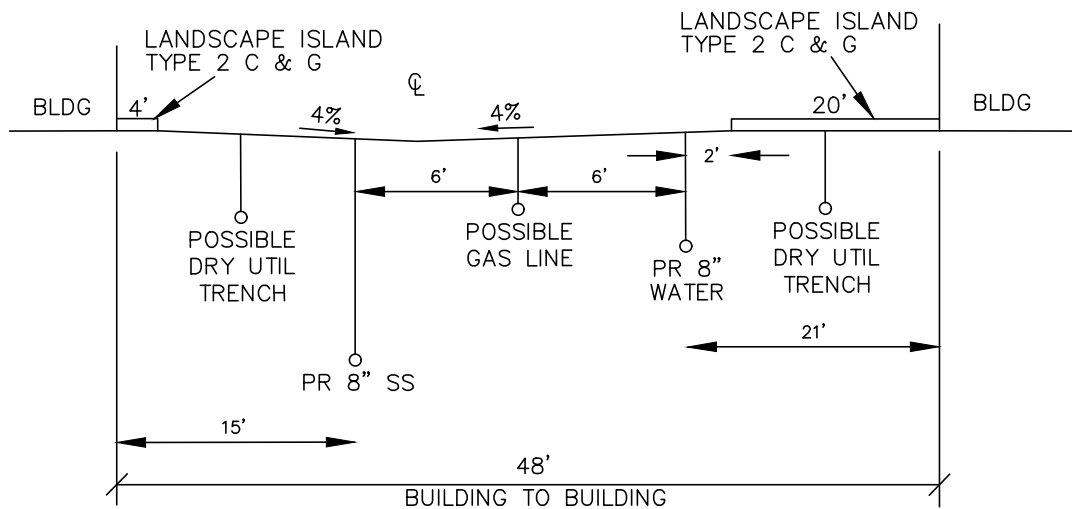 LANDSCAPE ISLAND
TYPE 2 C & G
LANDSCAPE ISLAND
TYPE 2 C & G
℄
BLDG
4'
4%
4%
20'
BLDG
2'
6'
6'
POSSIBLE
DRY UTIL
TRENCH
POSSIBLE
GAS LINE
PR 8"
WATER
POSSIBLE
DRY UTIL
TRENCH
21'
PR 8" SS
15'
48'
BUILDING TO BUILDING